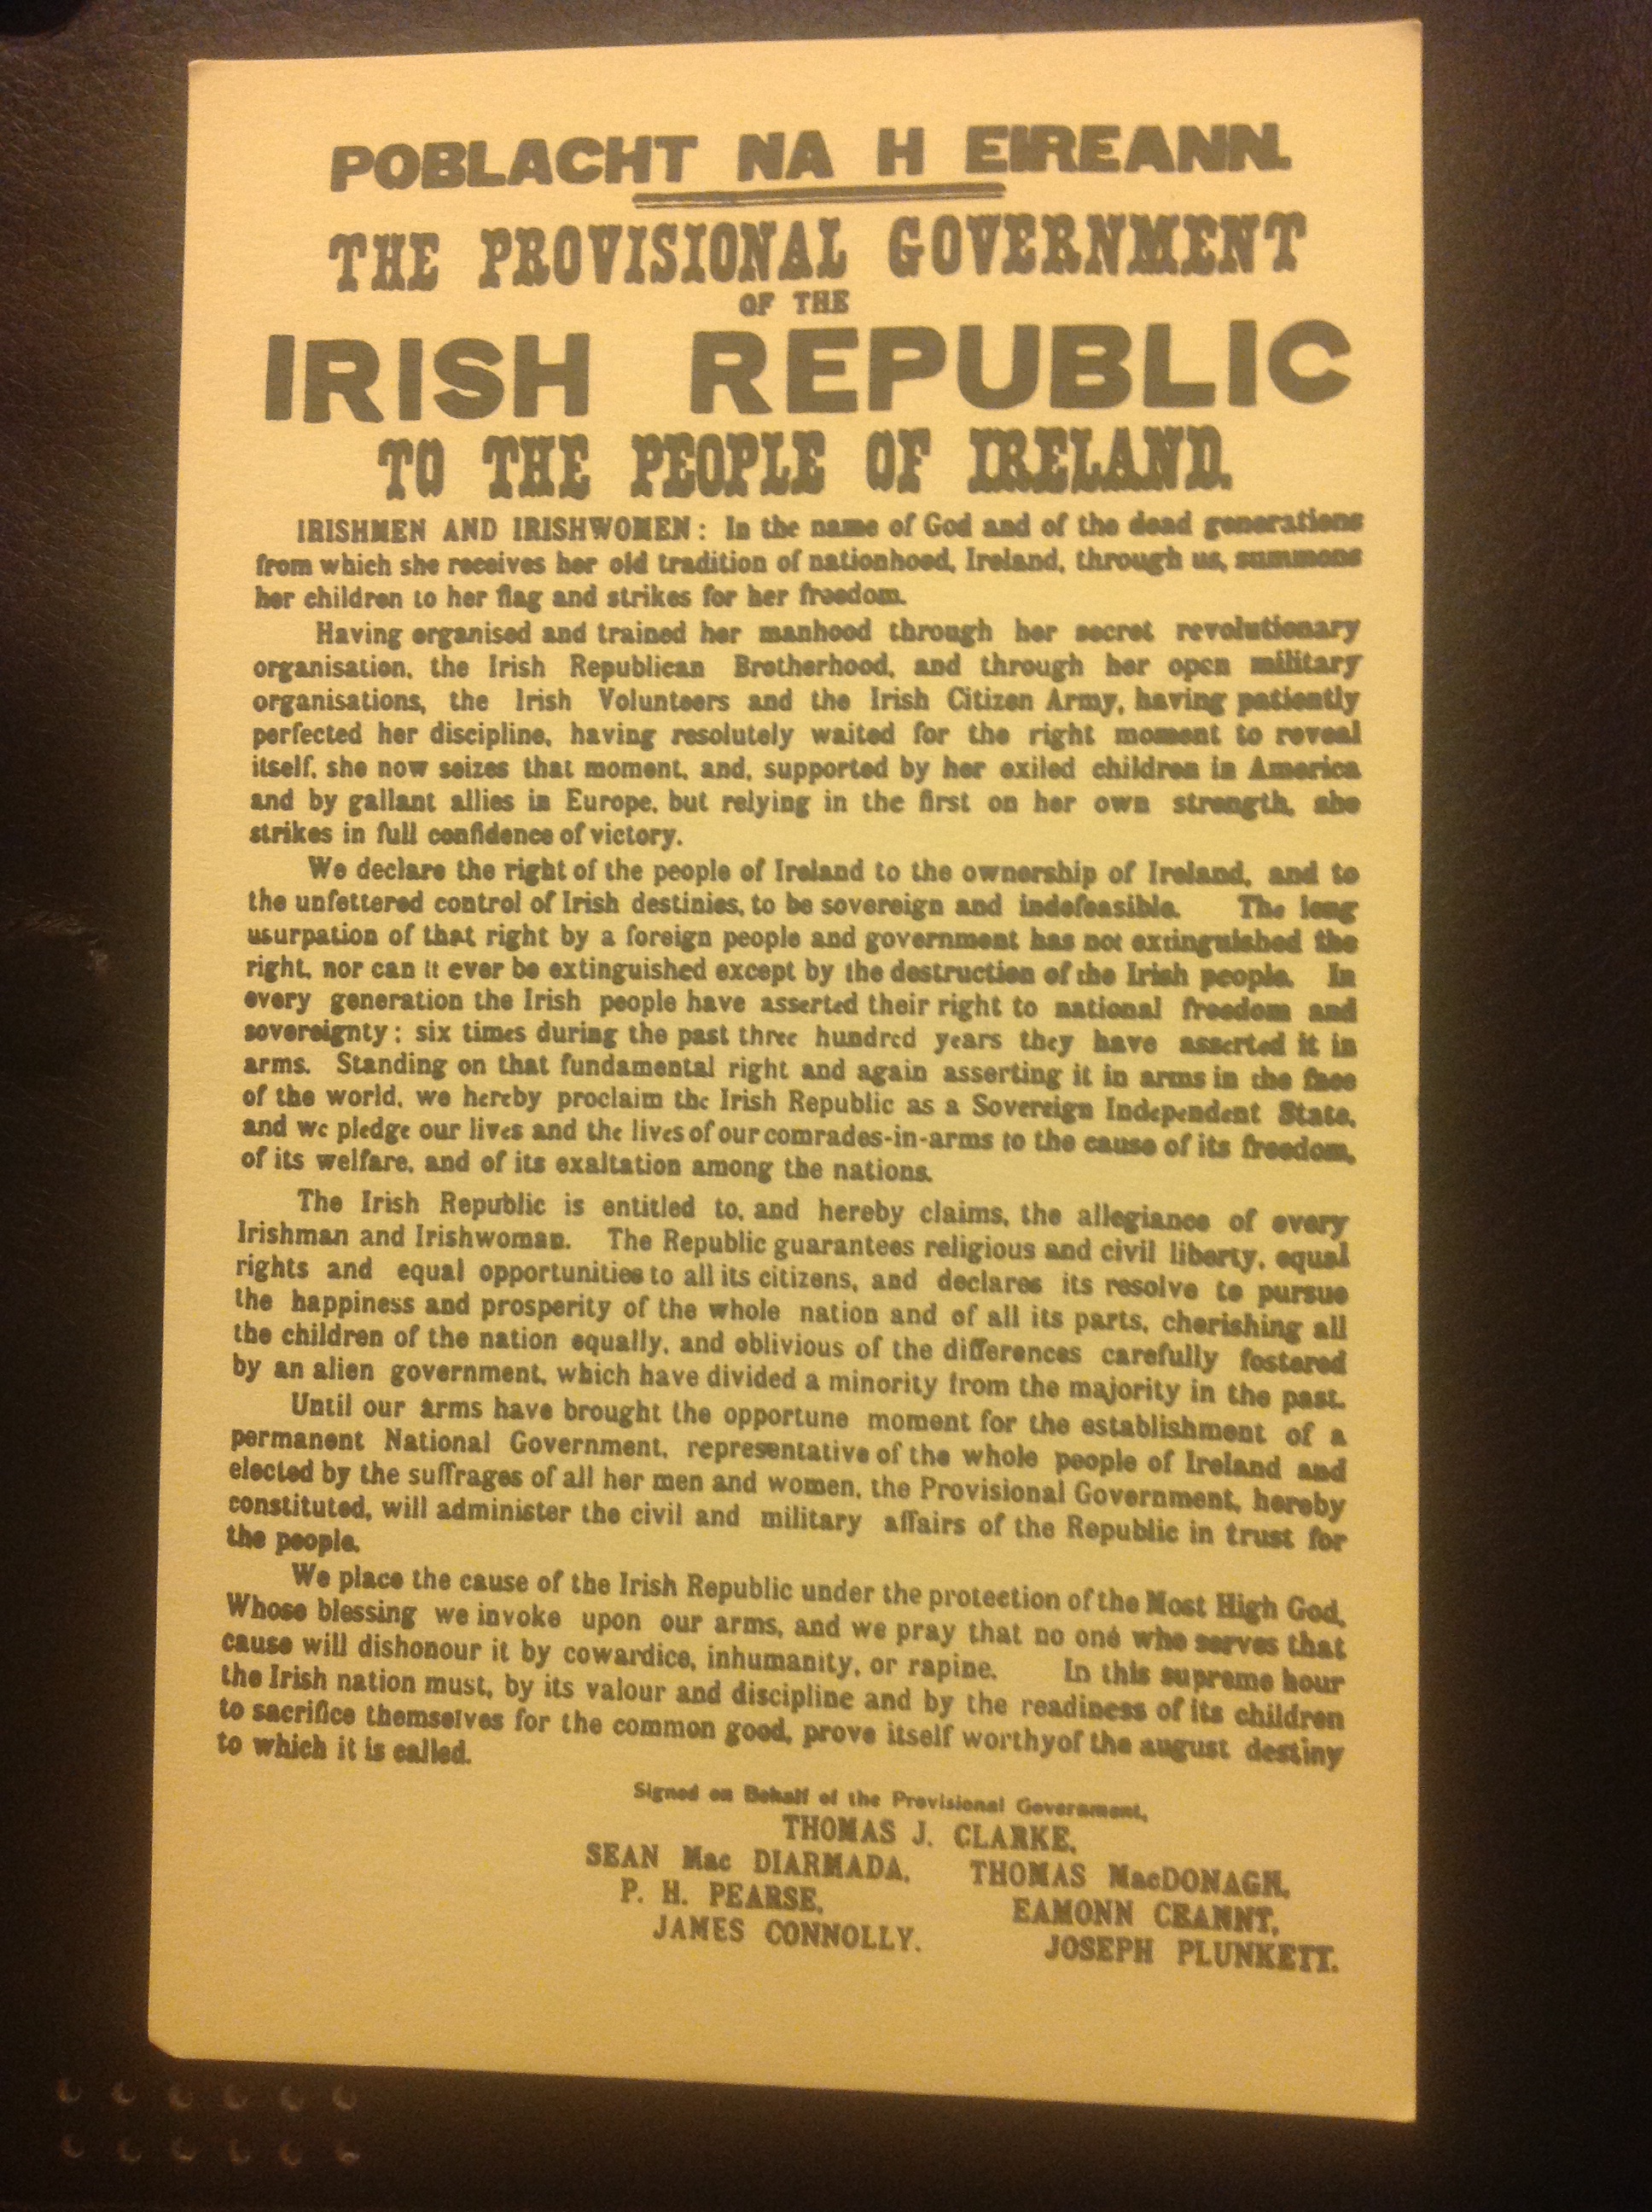 POBLACHT NA H EIREANN.
THE PROVISIONAL GOVERNMENT
OF THE
IRISH REPUBLIC
TO THE PEOPLE OF IRELAND.
IRISHMEN AND IRISHWOMEN: In the name of God and of the dead generations
from which she receives her old tradition of nationhood, Ireland, through us, summons
her children to her flag and strikes for her freedom.
Having organised and trained her manhood through her secret revolutionary
organisation, the Irish Republican Brotherhood, and through her open military
organisations, the Irish Volunteers and the Irish Citizen Army, having patiently
perfected her discipline, having resolutely waited for the right moment to reveal
itself, she now seizes that moment, and, supported by her exiled children in America
and by gallant allies in Europe, but relying in the first on her own strength, she
strikes in full confidence of victory.
We declare the right of the people of Ireland to the ownership of Ireland, and to
the unfettered control of Irish destinies, to be sovereign and indefeasible. The long
usurpation of that right by a foreign people and government has not extinguished the
right, nor can it ever be extinguished except by the destruction of the Irish people. In
every generation the Irish people have asserted their right to national freedom and
sovereignty; six times during the past three hundred years they have asserted it in
arms. Standing on that fundamental right and again asserting it in arms in the face
of the world, we hereby proclaim the Irish Republic as a Sovereign Independent State,
and we pledge our lives and the lives of our comrades-in-arms to the cause of its freedom,
of its welfare, and of its exaltation among the nations.
The Irish Republic is entitled to, and hereby claims, the allegiance of every
Irishman and Irishwoman. The Republic guarantees religious and civil liberty, equal
rights and equal opportunities to all its citizens, and declares its resolve to pursue
the happiness and prosperity of the whole nation and of all its parts, cherishing all
the children of the nation equally, and oblivious of the differences carefully fostered
by an alien government, which have divided a minority from the majority in the past.
Until our arms have brought the opportune moment for the establishment of a
permanent National Government, representative of the whole people of Ireland and
elected by the suffrages of all her men and women, the Provisional Government, hereby
constituted, will administer the civil and military affairs of the Republic in trust for
the people.
We place the cause of the Irish Republic under the protection of the Most High God,
Whose blessing we invoke upon our arms, and we pray that no one who serves that
cause will dishonour it by cowardice, inhumanity, or rapine. In this supreme hour
the Irish nation must, by its valour and discipline and by the readiness of its children
to sacrifice themselves for the common good, prove itself worthyof the august destiny
to which it is called.
Signed on Behalf of the Provisional Government,
THOMAS J. CLARKE,
SEAN Mac DIARMADA, THOMAS MacDONAGH,
P. H. PEARSE, EAMONN CEANNT,
JAMES CONNOLLY. JOSEPH PLUNKETT.